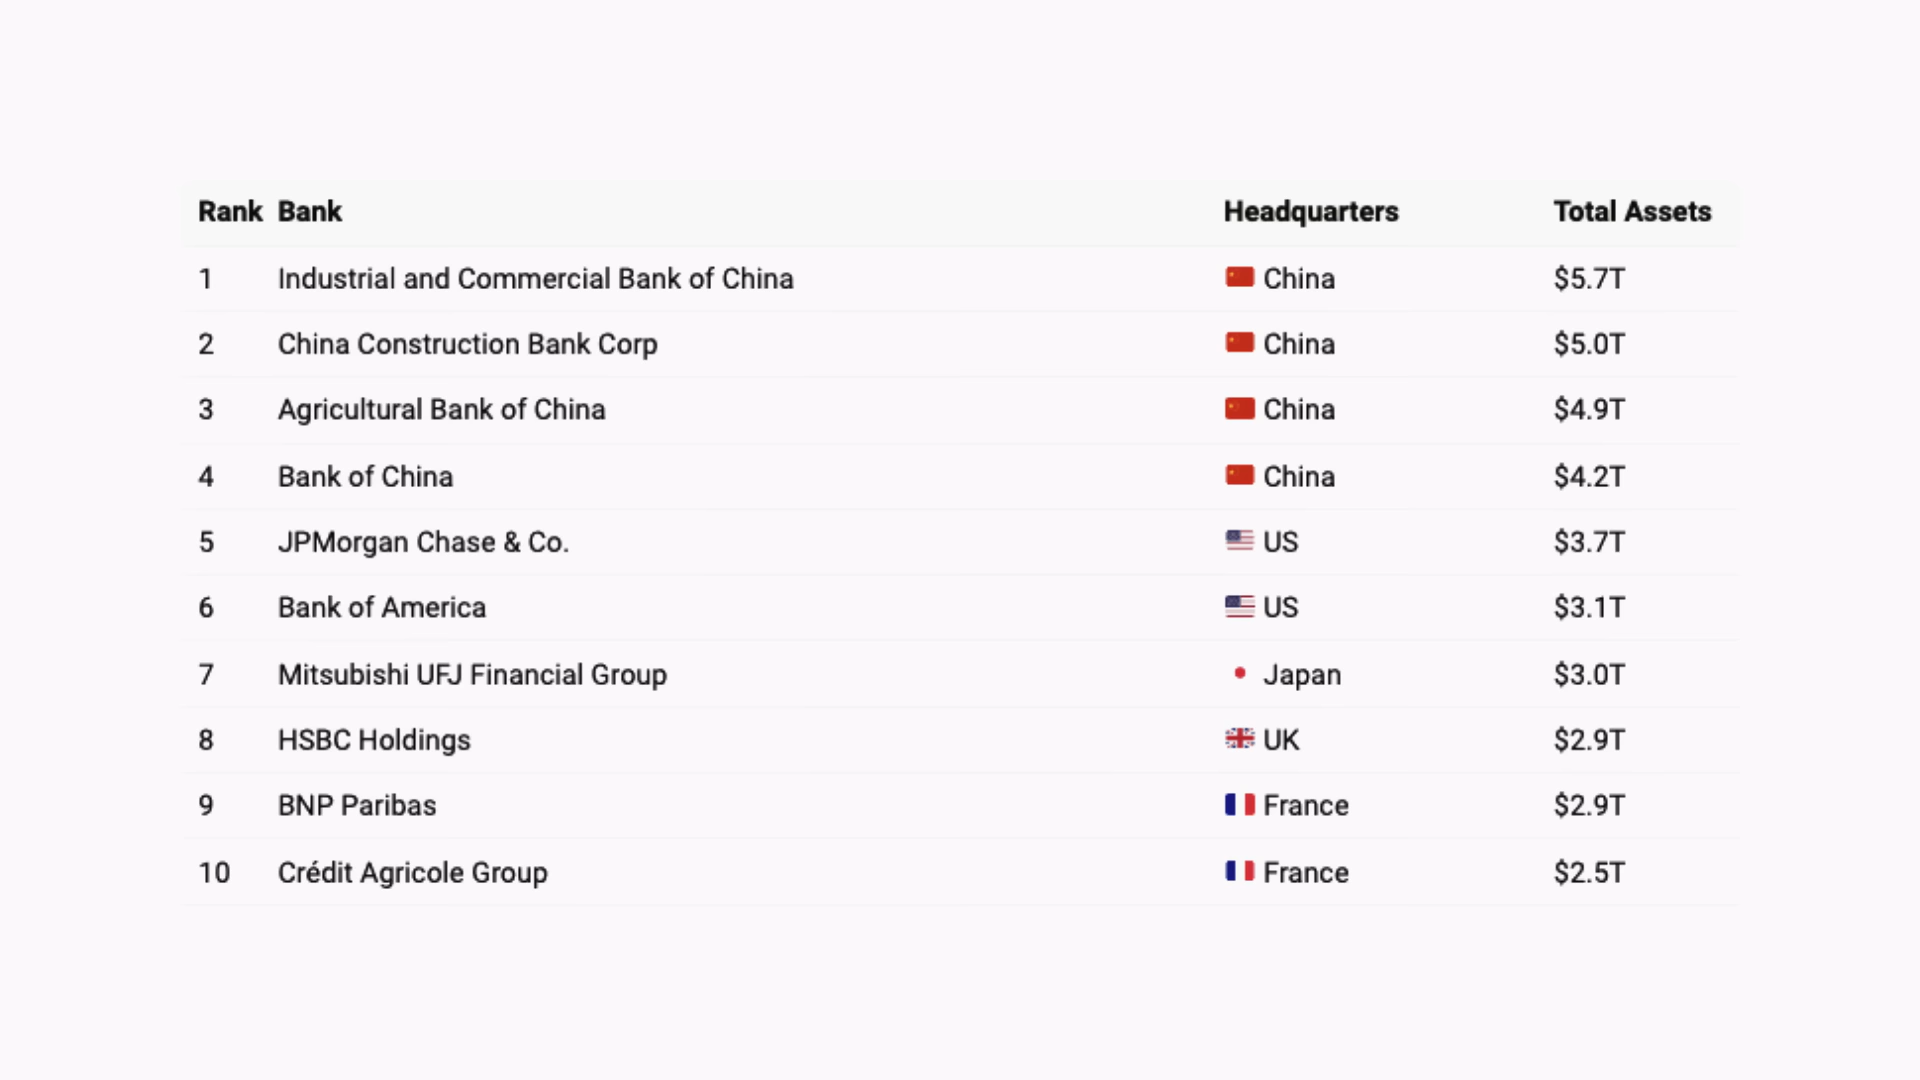 Rank Bank Headquarters Total Assets
1 Industrial and Commercial Bank of China China $5.7T
2 China Construction Bank Corp China $5.0T
3 Agricultural Bank of China China $4.9T
4 Bank of China China $4.2T
5 JPMorgan Chase & Co. US $3.7T
6 Bank of America US $3.1T
7 Mitsubishi UFJ Financial Group Japan $3.0T
8 HSBC Holdings UK $2.9T
9 BNP Paribas France $2.9T
10 Crédit Agricole Group France $2.5T